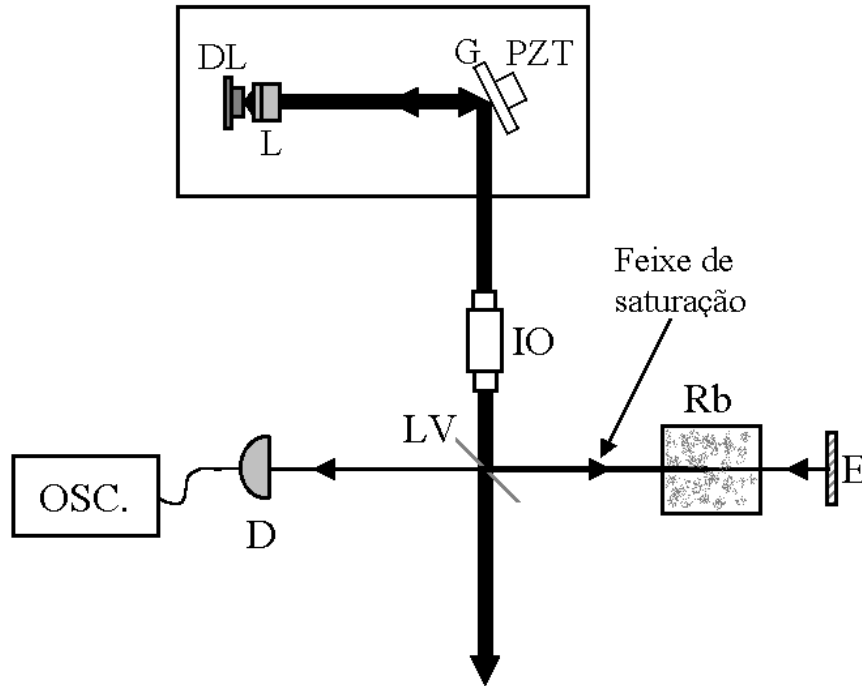 DL
G
PZT
L
Feixe de
saturação
IO
Rb
LV
E
OSC.
D